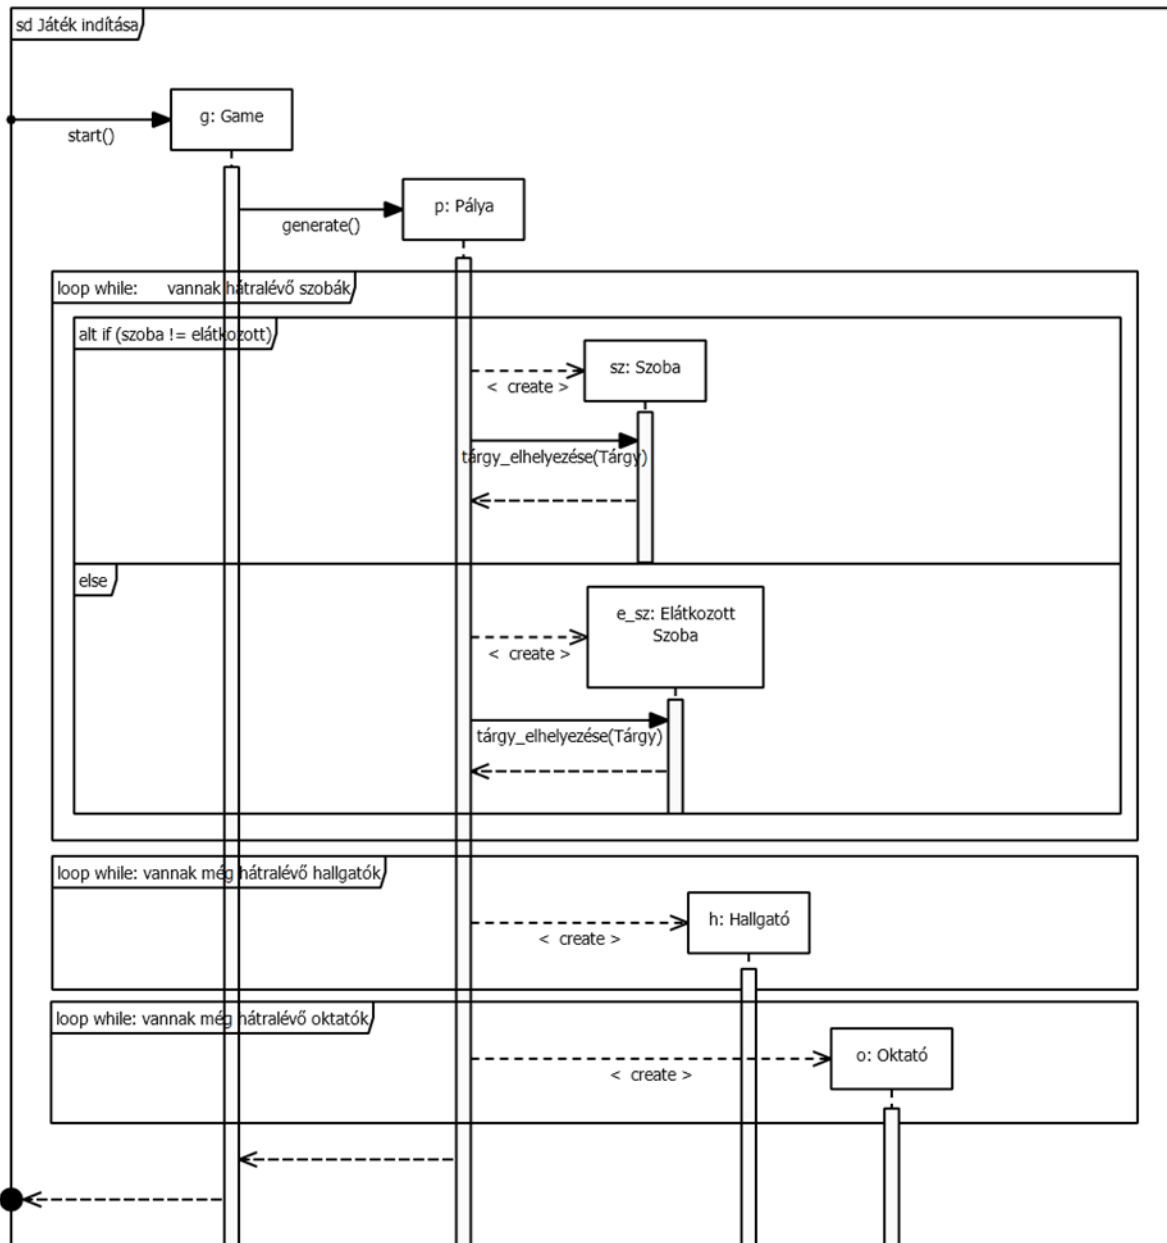 sd Játék indítása
g: Game
start()
p: Pálya
generate()
loop while: vannak hátralévő szobák
alt if (szoba != elátkozott)
sz: Szoba
< create >
tárgy_elhelyezése(Tárgy)
else
e_sz: Elátkozott
Szoba
< create >
tárgy_elhelyezése(Tárgy)
loop while: vannak még hátralévő hallgatók
h: Hallgató
< create >
loop while: vannak még hátralévő oktatók
o: Oktató
< create >